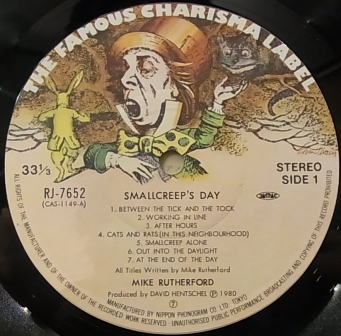 THE FAMOUS CHARISMA LABEL
33⅓
RJ-7652
(CAS-1149-A)
STEREO
SIDE 1
SMALLCREEP'S DAY
1. BETWEEN THE TICK AND THE TOCK
2. WORKING IN LINE
3. AFTER HOURS
4. CATS AND RATS (IN THIS NEIGHBOURHOOD)
5. SMALLCREEP ALONE
6. OUT INTO THE DAYLIGHT
7. AT THE END OF THE DAY
All Titles Written by Mike Rutherford
MIKE RUTHERFORD
Produced by DAVID HENTSCHEL Ⓟ 1980
ALL RIGHTS OF THE MANUFACTURER AND OF THE OWNER OF THE RECORDED WORK RESERVED. UNAUTHORISED PUBLIC PERFORMANCE BROADCASTING AND COPYING OF THIS RECORD PROHIBITED
MANUFACTURED BY NIPPON PHONOGRAM CO. LTD. TOKYO